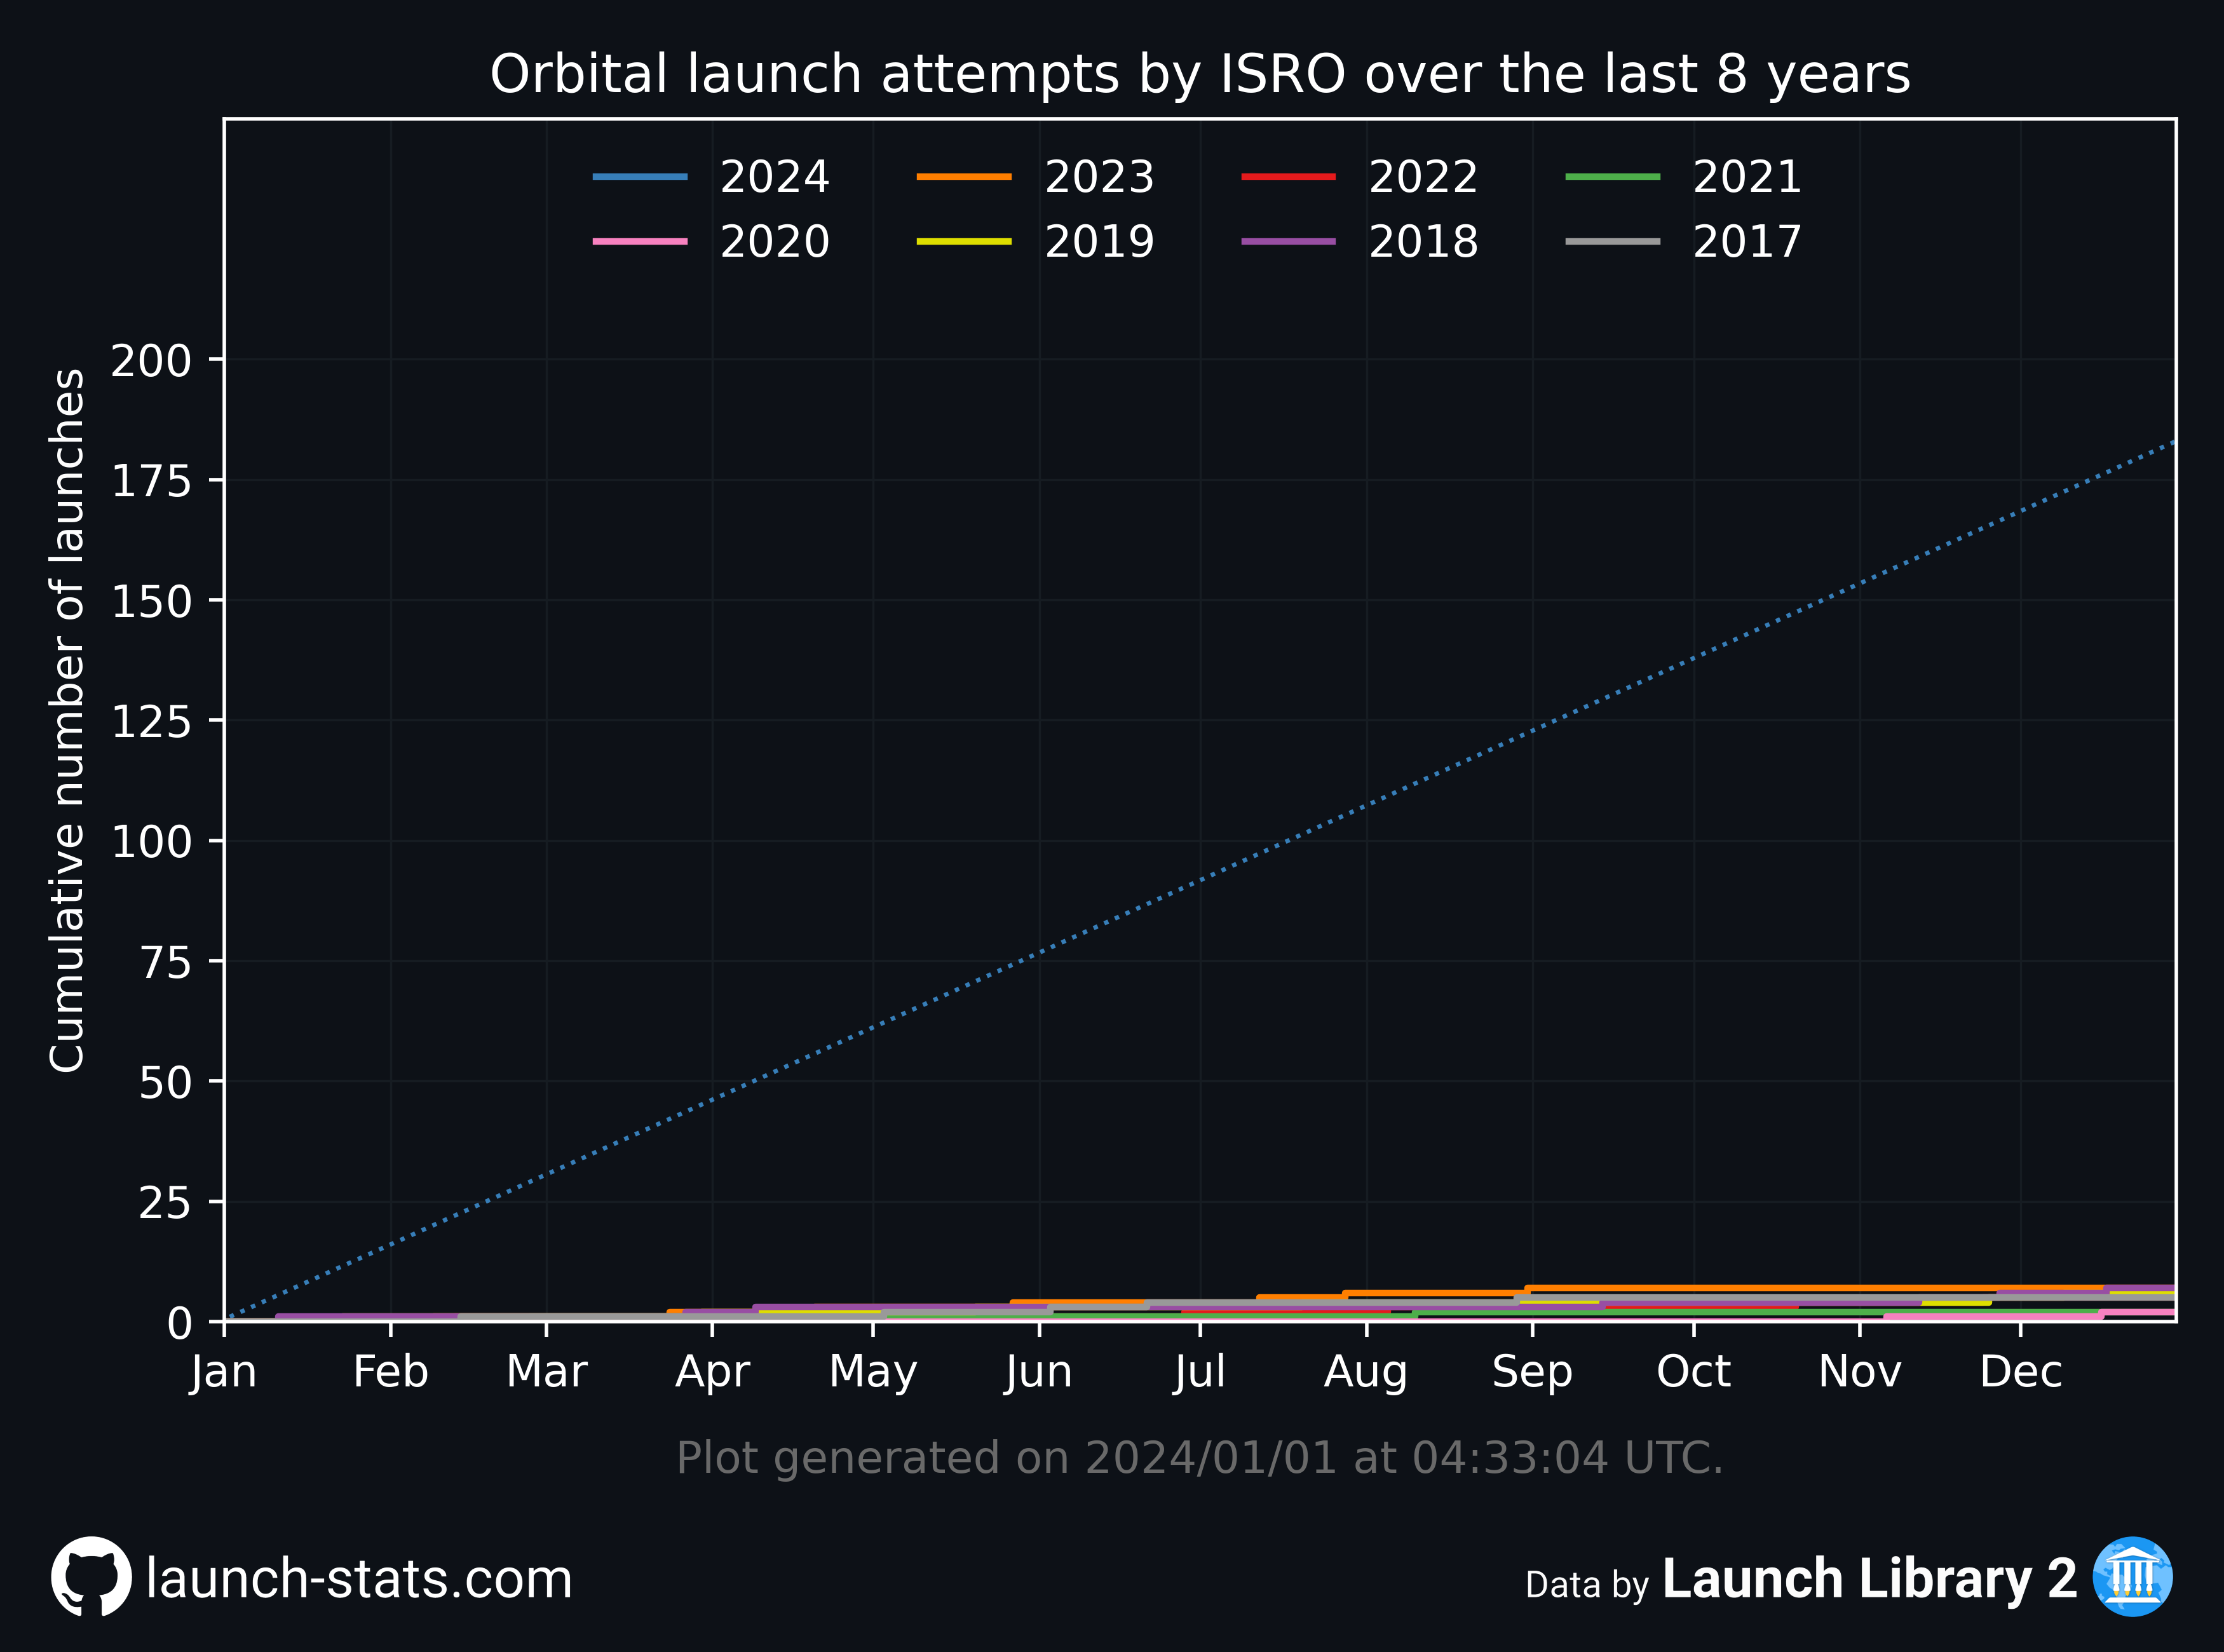 Orbital launch attempts by ISRO over the last 8 years
2024 2023 2022 2021
2020 2019 2018 2017
Cumulative number of launches
200
175
150
125
100
75
50
25
0
Jan Feb Mar Apr May Jun Jul Aug Sep Oct Nov Dec
Plot generated on 2024/01/01 at 04:33:04 UTC.
launch-stats.com
Data by Launch Library 2